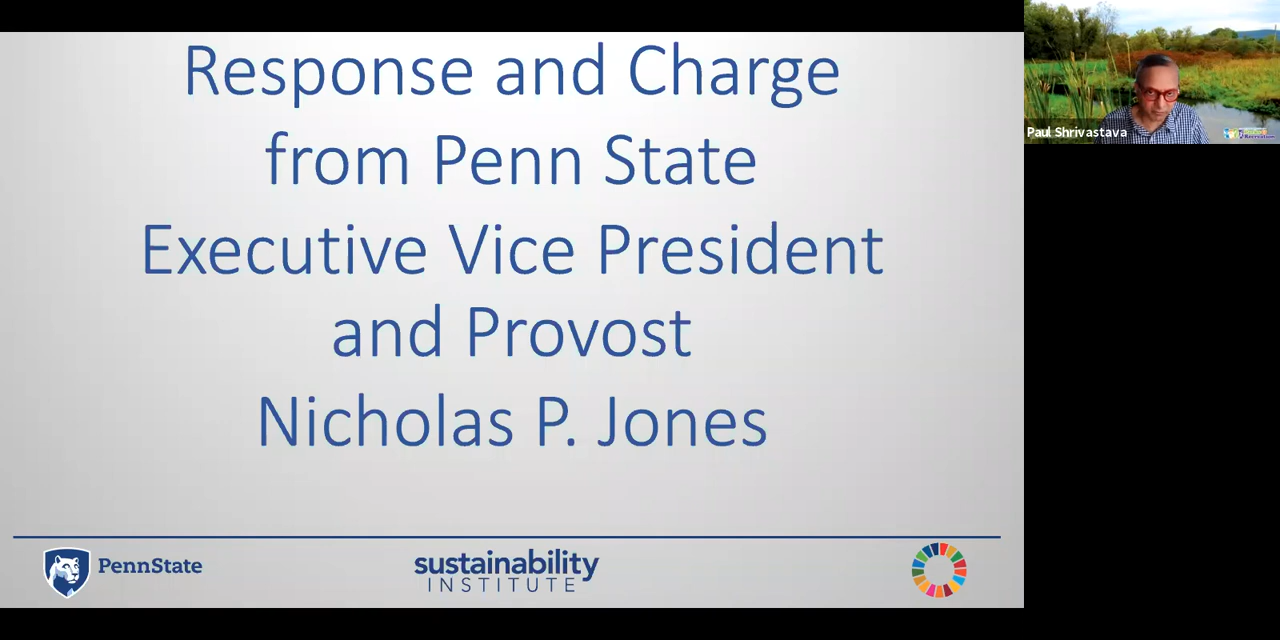 Response and Charge
from Penn State
Executive Vice President
and Provost
Nicholas P. Jones
PennState
sustainability
INSTITUTE
Paul Shrivastava